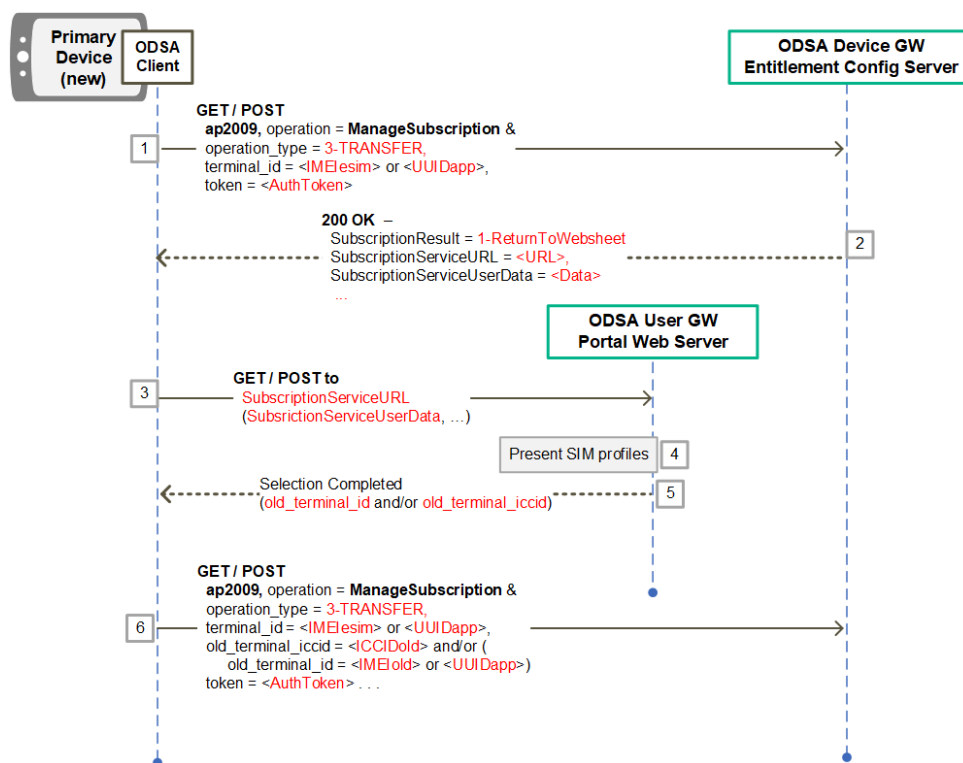 Primary
Device
(new)
ODSA
Client
ODSA Device GW
Entitlement Config Server
GET / POST
ap2009, operation = ManageSubscription &
operation_type = 3-TRANSFER,
terminal_id = <IMEIesim> or <UUIDapp>,
token = <AuthToken>
1
200 OK –
SubscriptionResult = 1-ReturnToWebsheet
SubscriptionServiceURL = <URL>,
SubscriptionServiceUserData = <Data>
...
2
ODSA User GW
Portal Web Server
GET / POST to
SubscriptionServiceURL
(SubsrictionServiceUserData, …)
3
Present SIM profiles
4
Selection Completed
(old_terminal_id and/or old_terminal_iccid)
5
GET / POST
ap2009, operation = ManageSubscription &
operation_type = 3-TRANSFER,
terminal_id = <IMEIesim> or <UUIDapp>,
old_terminal_iccid = <ICCIDold> and/or (
old_terminal_id = <IMEIold> or <UUIDapp>)
token = <AuthToken> . . .
6